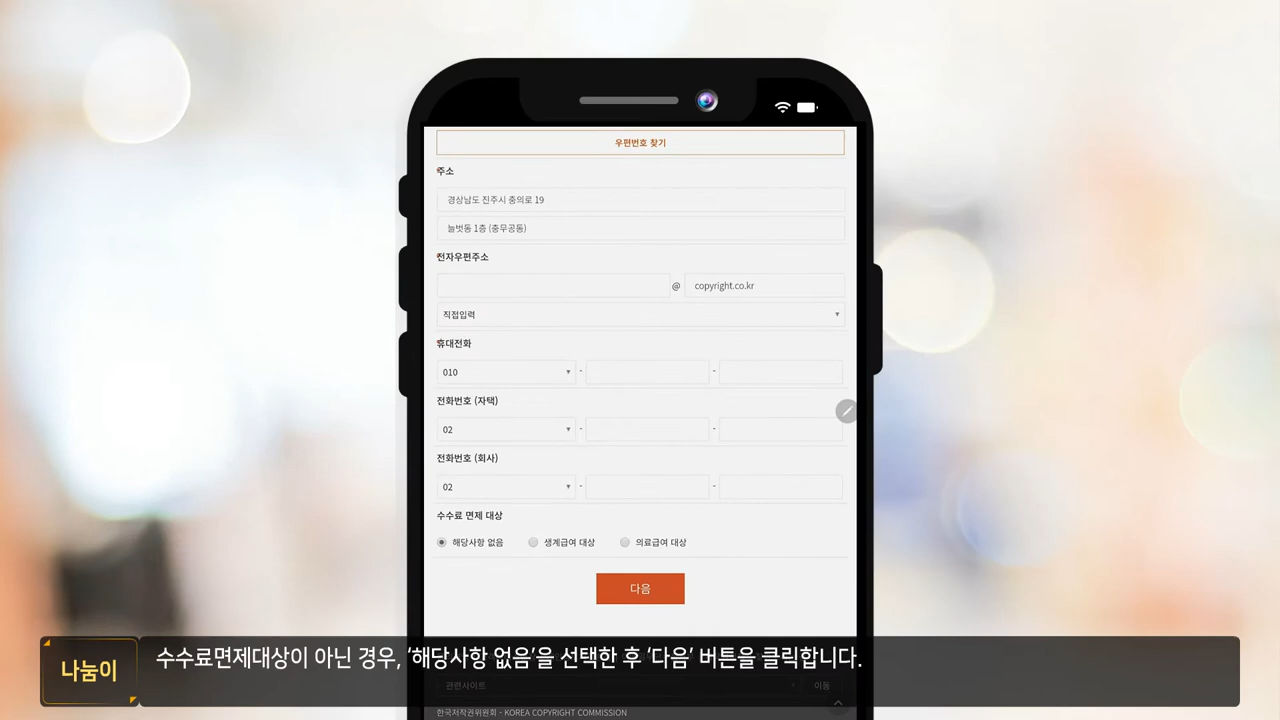 우편번호 찾기
주소
경상남도 진주시 충의로 19
늘벗동 1층 (충무공동)
전자우편주소
@ copyright.co.kr
직접입력
휴대전화
010 - -
전화번호 (자택)
02 - -
전화번호 (회사)
02 - -
수수료 면제 대상
해당사항 없음 생계급여 대상 의료급여 대상
다음
나눔이
수수료면제대상이 아닌 경우, ‘해당사항 없음’을 선택한 후 ‘다음’ 버튼을 클릭합니다.
관련사이트 이동
한국저작권위원회 - KOREA COPYRIGHT COMMISSION